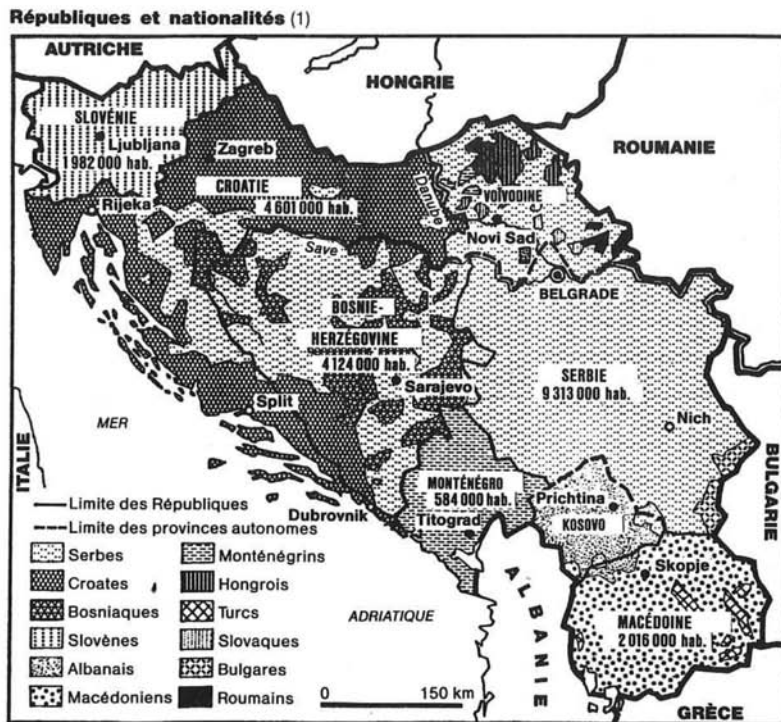 Républiques et nationalités (1)
AUTRICHE
HONGRIE
SLOVÉNIE
Ljubljana
1 982 000 hab.
Zagreb
ROUMANIE
CROATIE
4 601 000 hab.
Danube
VOÏVODINE
Rijeka
Novi Sad
Save
BELGRADE
BOSNIE-
HERZÉGOVINE
4 124 000 hab.
Sarajevo
SERBIE
9 313 000 hab.
Split
Nich
MER
ITALIE
BULGARIE
MONTÉNÉGRO
584 000 hab.
Prichtina
KOSOVO
Dubrovnik
Titograd
Skopje
ALBANIE
ADRIATIQUE
MACÉDOINE
2 016 000 hab.
GRÈCE
Limite des Républiques
Limite des provinces autonomes
Serbes
Monténégrins
Croates
Hongrois
Bosniaques
Turcs
Slovènes
Slovaques
Albanais
Bulgares
Macédoniens
Roumains
0 150 km